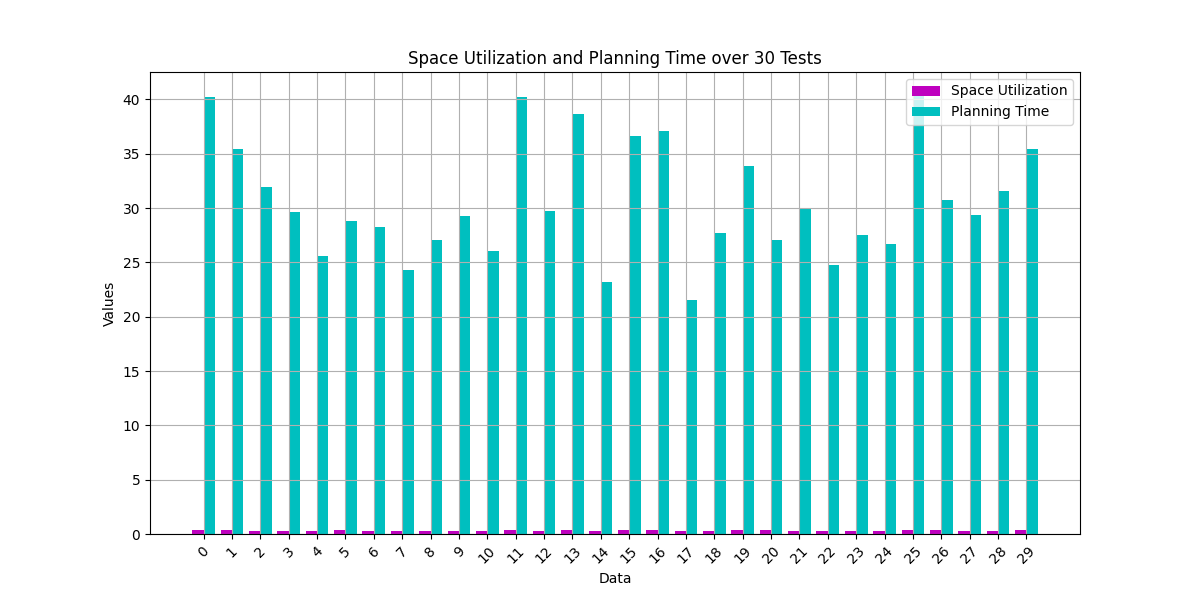 Space Utilization and Planning Time over 30 Tests
Space Utilization
Planning Time
40
35
30
25
20
15
10
5
0
Values
0 1 2 3 4 5 6 7 8 9 10 11 12 13 14 15 16 17 18 19 20 21 22 23 24 25 26 27 28 29
Data